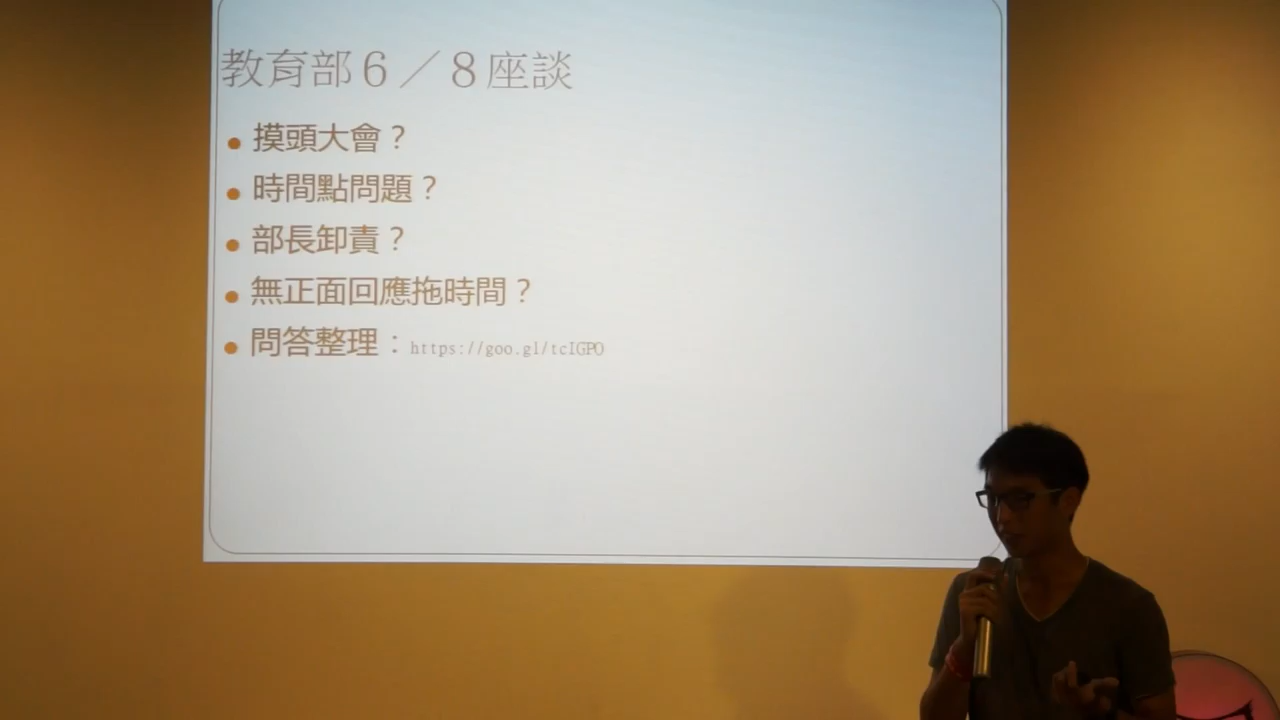 教育部６／８座談
摸頭大會？
時間點問題？
部長卸責？
無正面回應拖時間？
問答整理：https://goo.gl/tcIGPO